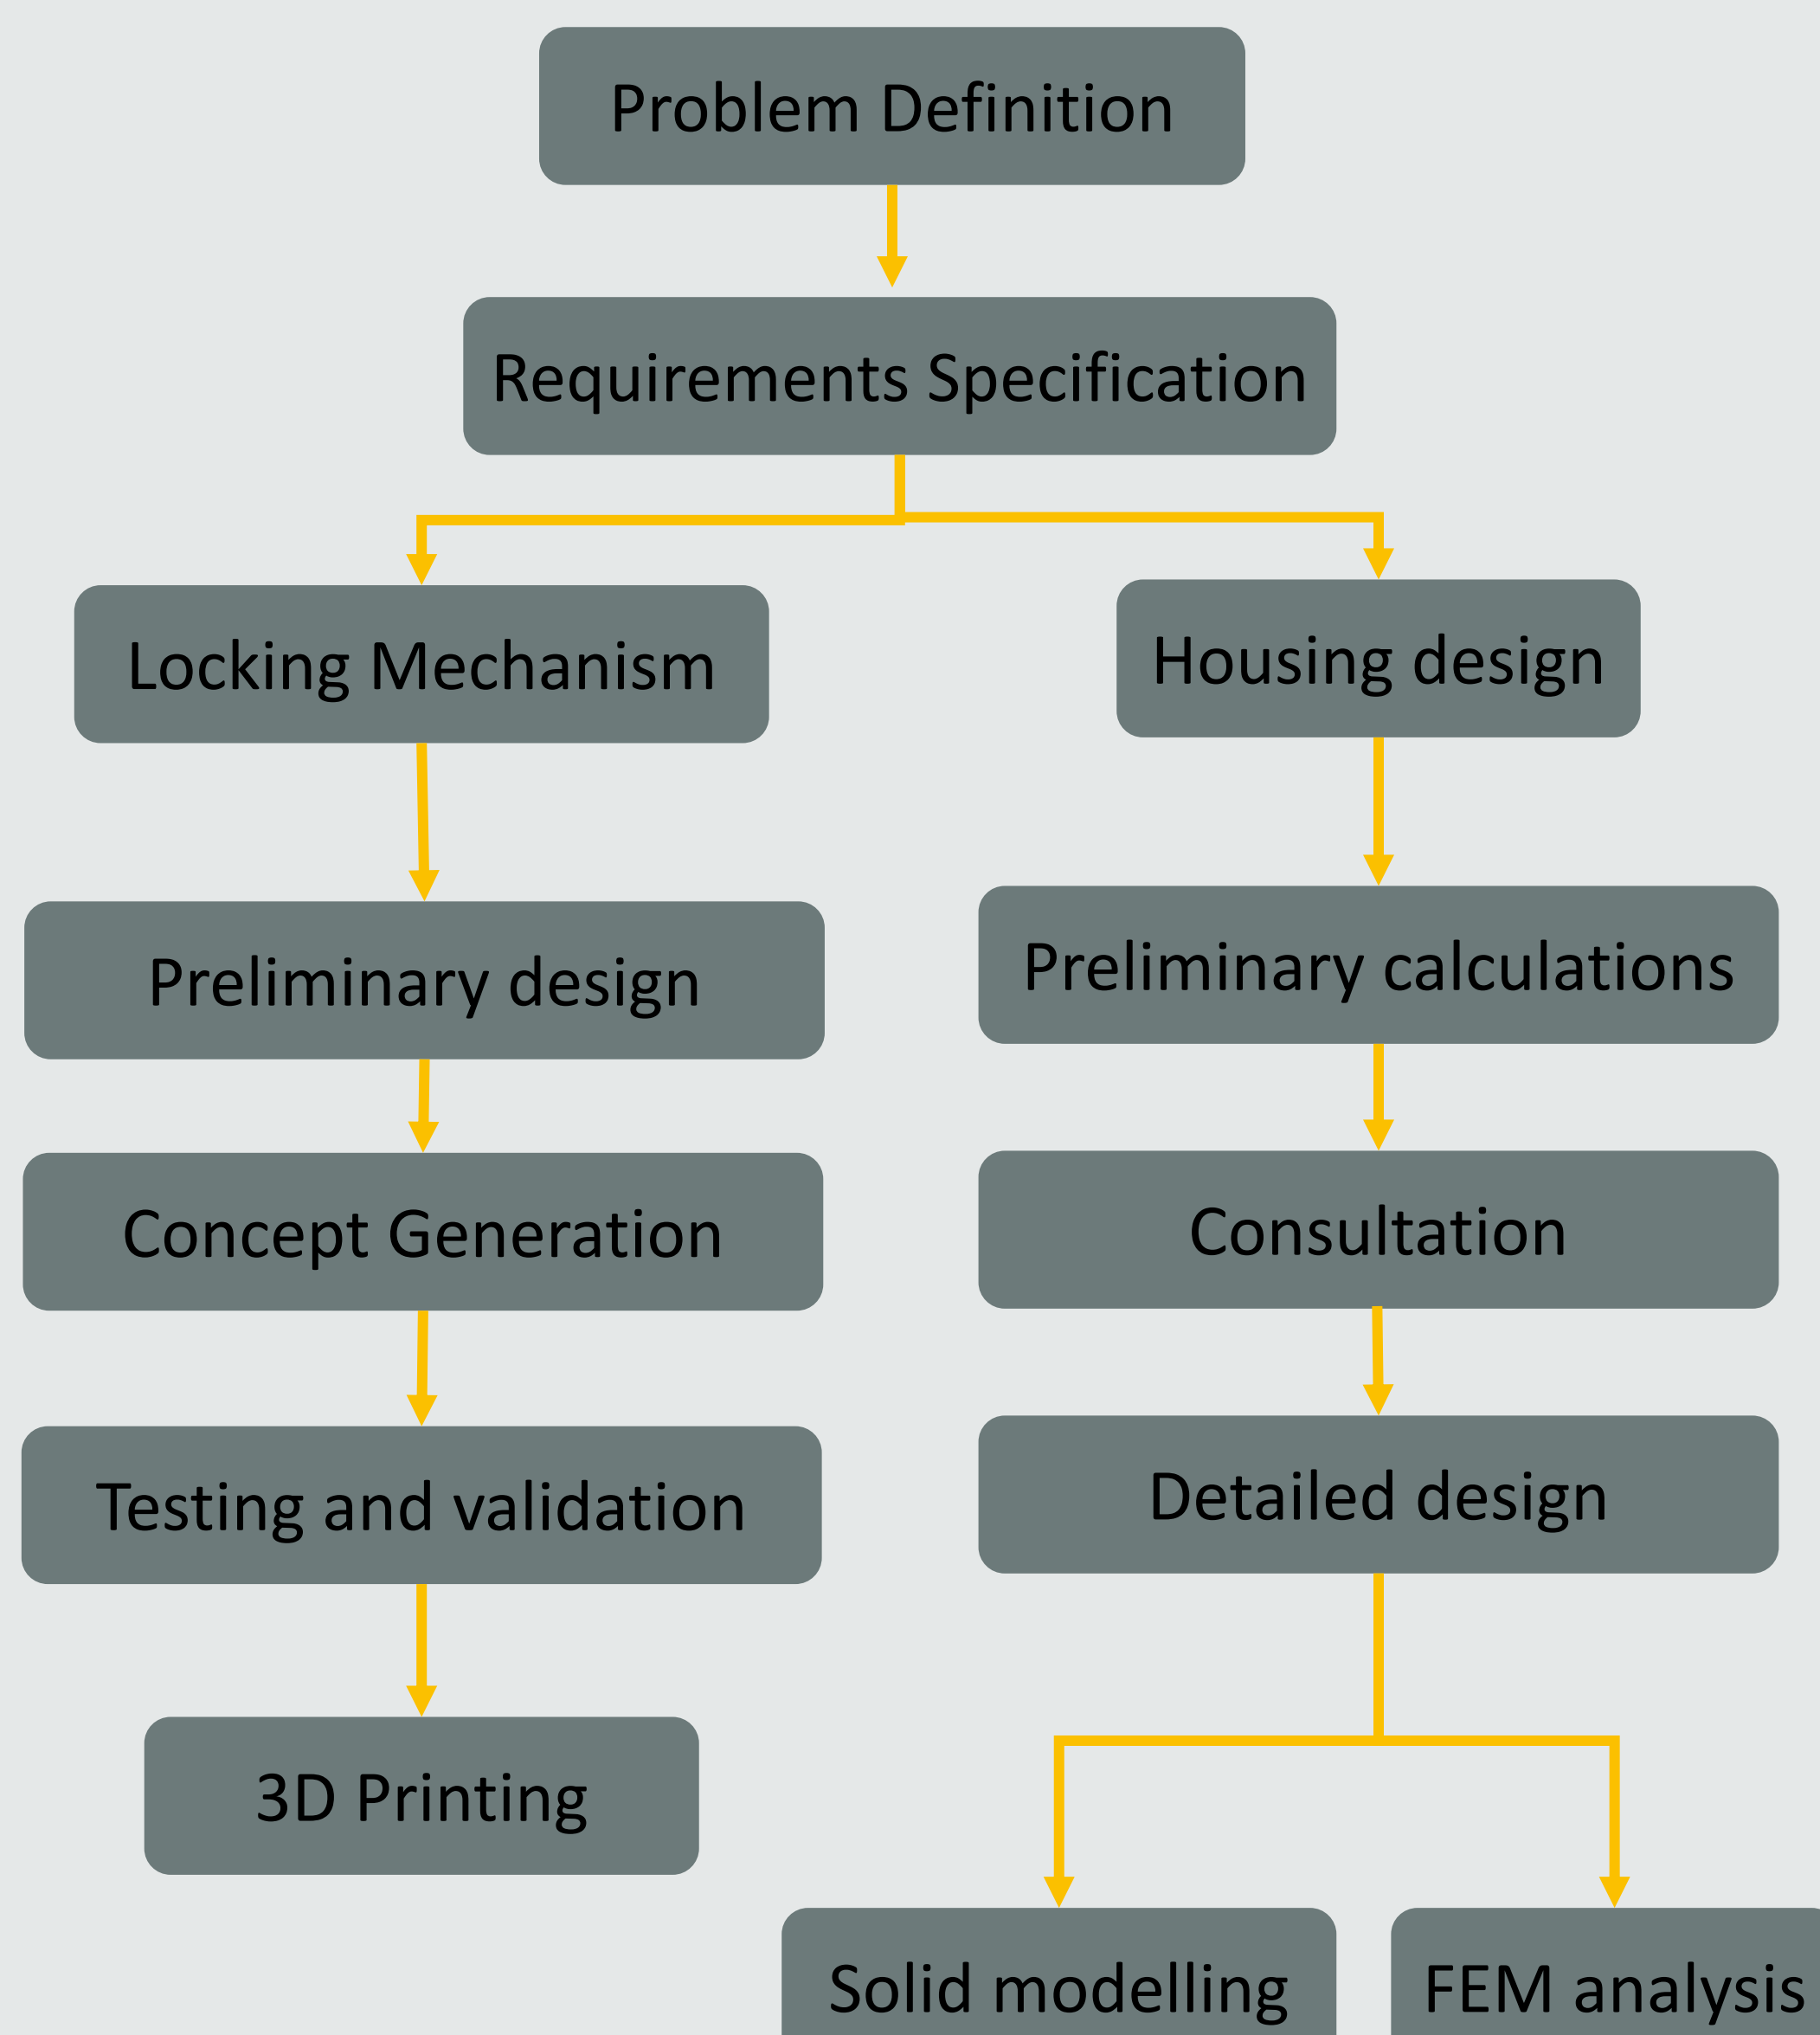 Problem Definition
Requirements Specification
Locking Mechanism
Housing design
Preliminary design
Preliminary calculations
Concept Generation
Consultation
Testing and validation
Detailed design
3D Printing
Solid modelling
FEM analysis